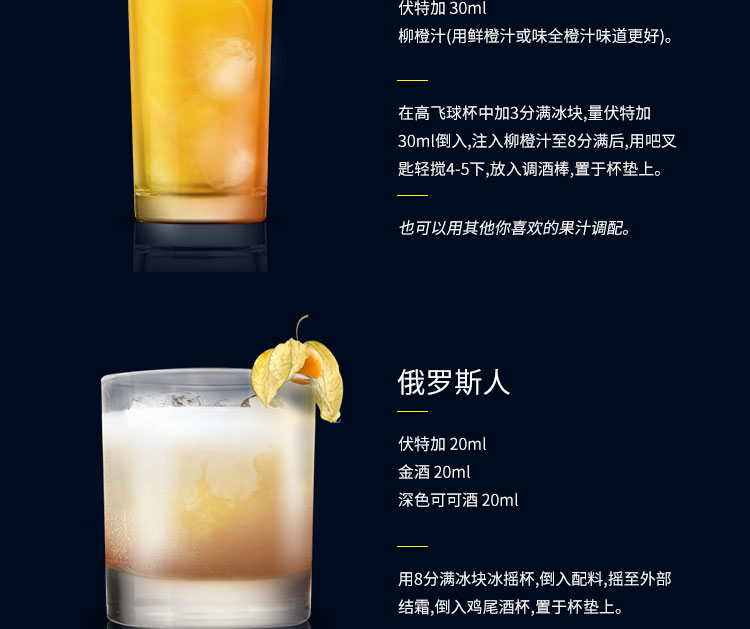 伏特加 30ml
柳橙汁(用鲜橙汁或味全橙汁味道更好)。
在高飞球杯中加3分满冰块,量伏特加
30ml倒入,注入柳橙汁至8分满后,用吧叉
匙轻搅4-5下,放入调酒棒,置于杯垫上。
也可以用其他你喜欢的果汁调配。
俄罗斯人
伏特加 20ml
金酒 20ml
深色可可酒 20ml
用8分满冰块冰摇杯,倒入配料,摇至外部
结霜,倒入鸡尾酒杯,置于杯垫上。